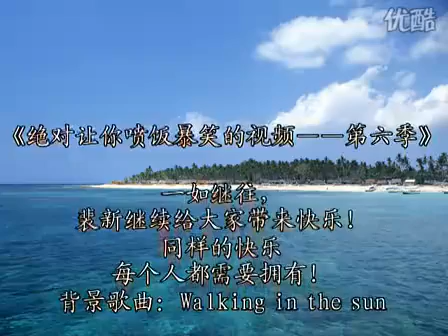 优酷
《绝对让你喷饭暴笑的视频——第六季》
一如继往，
裴新继续给大家带来快乐！
同样的快乐
每个人都需要拥有！
背景歌曲：Walking in the sun